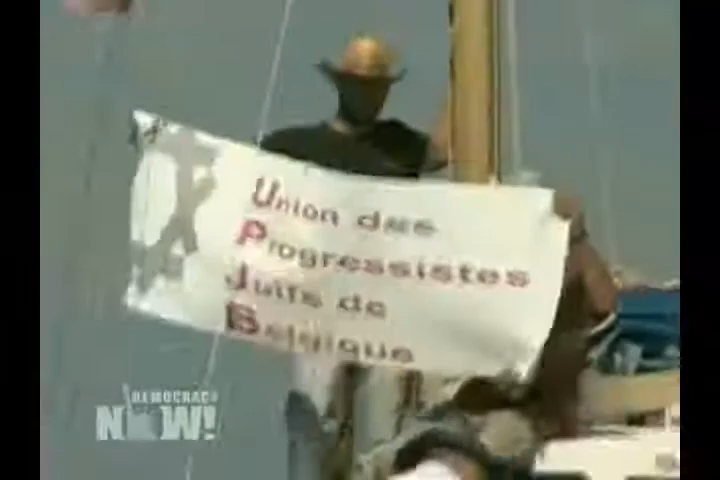 Union des
Progressistes
Juifs de
Belgique
DEMOCRACY
NOW!